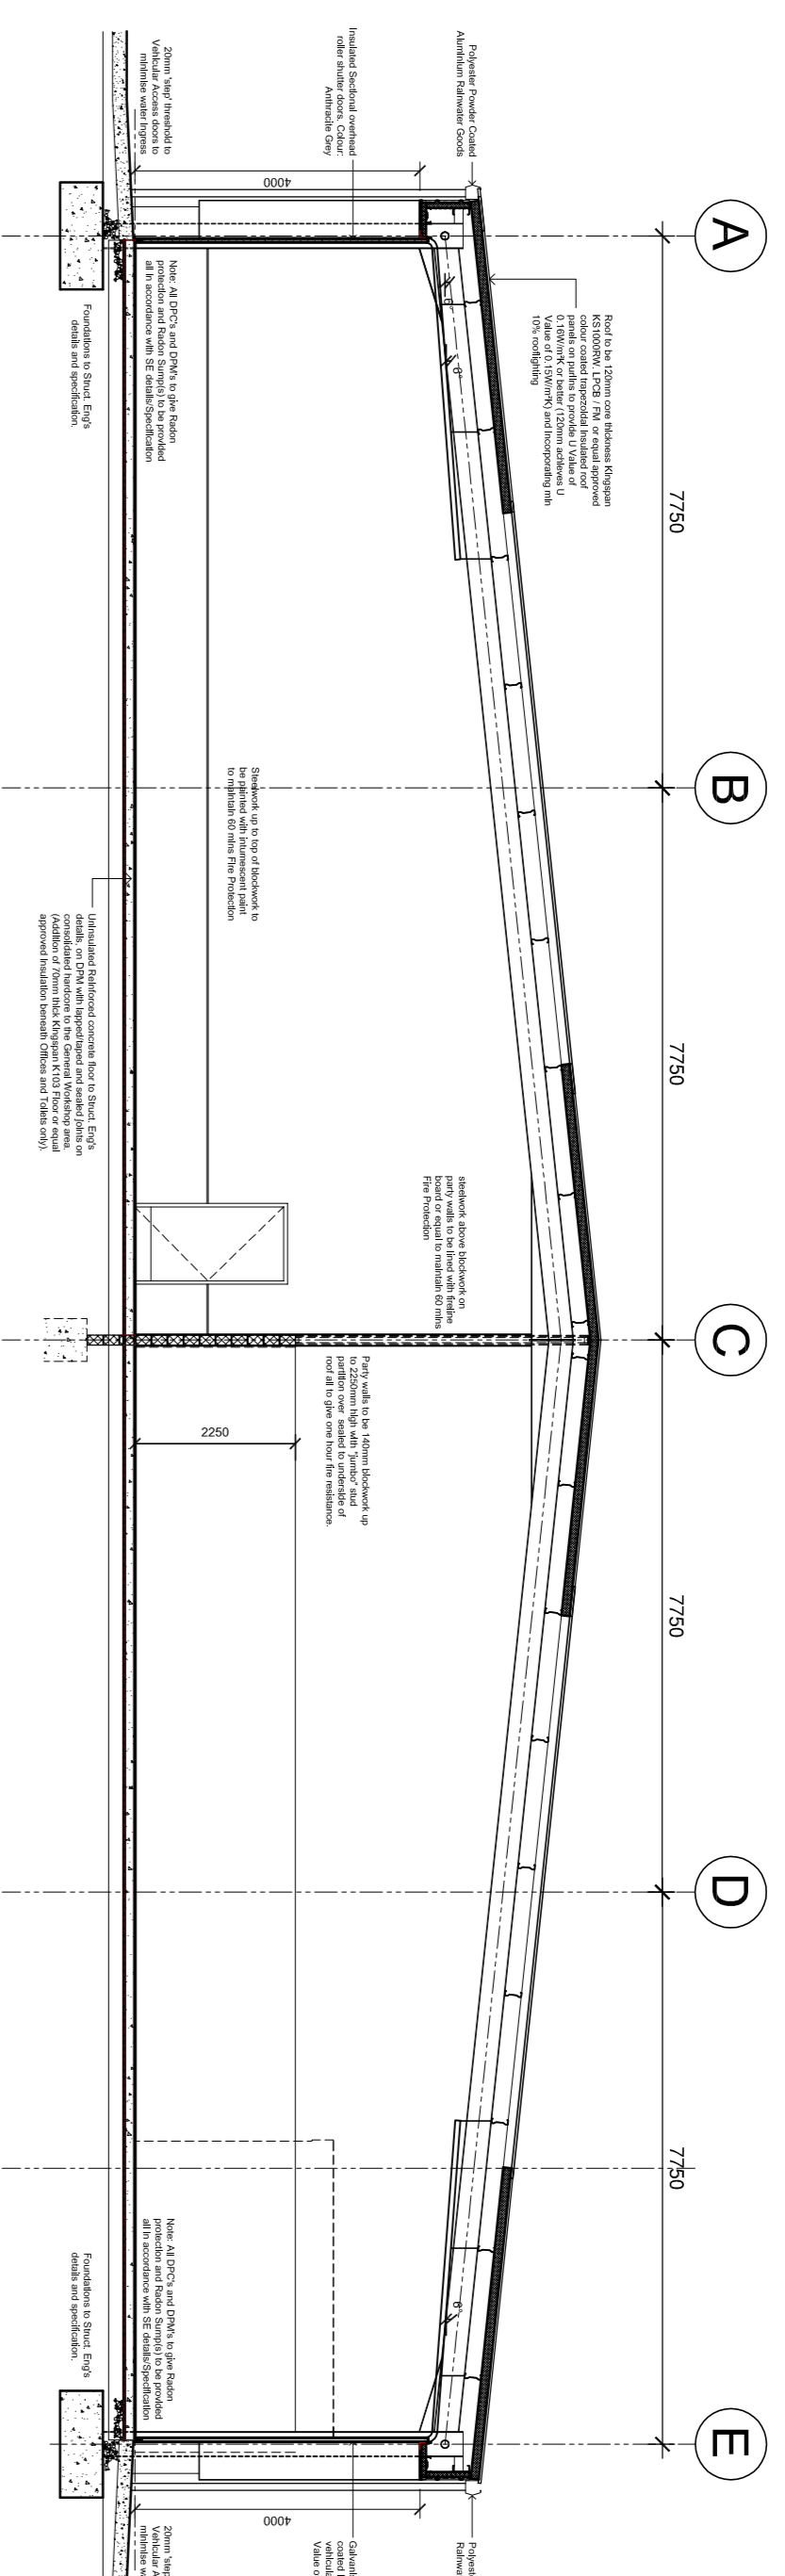 A
B
C
D
E
7750
7750
7750
7750
Polyester Powder Coated
Aluminium Rainwater Goods
Roof to be 120mm core thickness Kingspan
KS1000RW. LPCB / FM or equal approved
colour coated trapezoidal insulated roof
panels on purlins to provide U Value of
0.16W/m²K or better (120mm achieves U
Value of 0.15W/m²K) and incorporating min
10% rooflighting
6°
6°
6°
Insulated Sectional overhead
roller shutter doors. Colour:
Anthracite Grey
4000
20mm 'step' threshold to
Vehicular Access doors to
minimise water ingress
Note: All DPC's and DPM's to give Radon
protection and Radon Sump(s) to be provided
all in accordance with SE details/Specification
Foundations to Struct. Eng's
details and specification.
Steelwork up to top of blockwork to
be painted with intumescent paint
to maintain 60 mins Fire Protection
Uninsulated Reinforced concrete floor to Struct. Eng's
details, on DPM with lapped/taped and sealed joints on
consolidated hardcore to the General Workshop area.
(Addition of 70mm thick Kingspan K103 Floor or equal
approved insulation beneath Offices and Toilets only).
steelwork above blockwork on
party walls to be lined with fireline
board or equal to maintain 60 mins
Fire Protection
Party walls to be 140mm blockwork up
to 2250mm high with "jumbo" stud
partition over sealed to underside of
roof all to give one hour fire resistance.
2250
Note: All DPC's and DPM's to give Radon
protection and Radon Sump(s) to be provided
all in accordance with SE details/Specification
Foundations to Struct. Eng's
details and specification.
4000
Polyest
Rainwa
Galvani
coated
vehicula
Value o
20mm 'step
Vehicular A
minimise wa